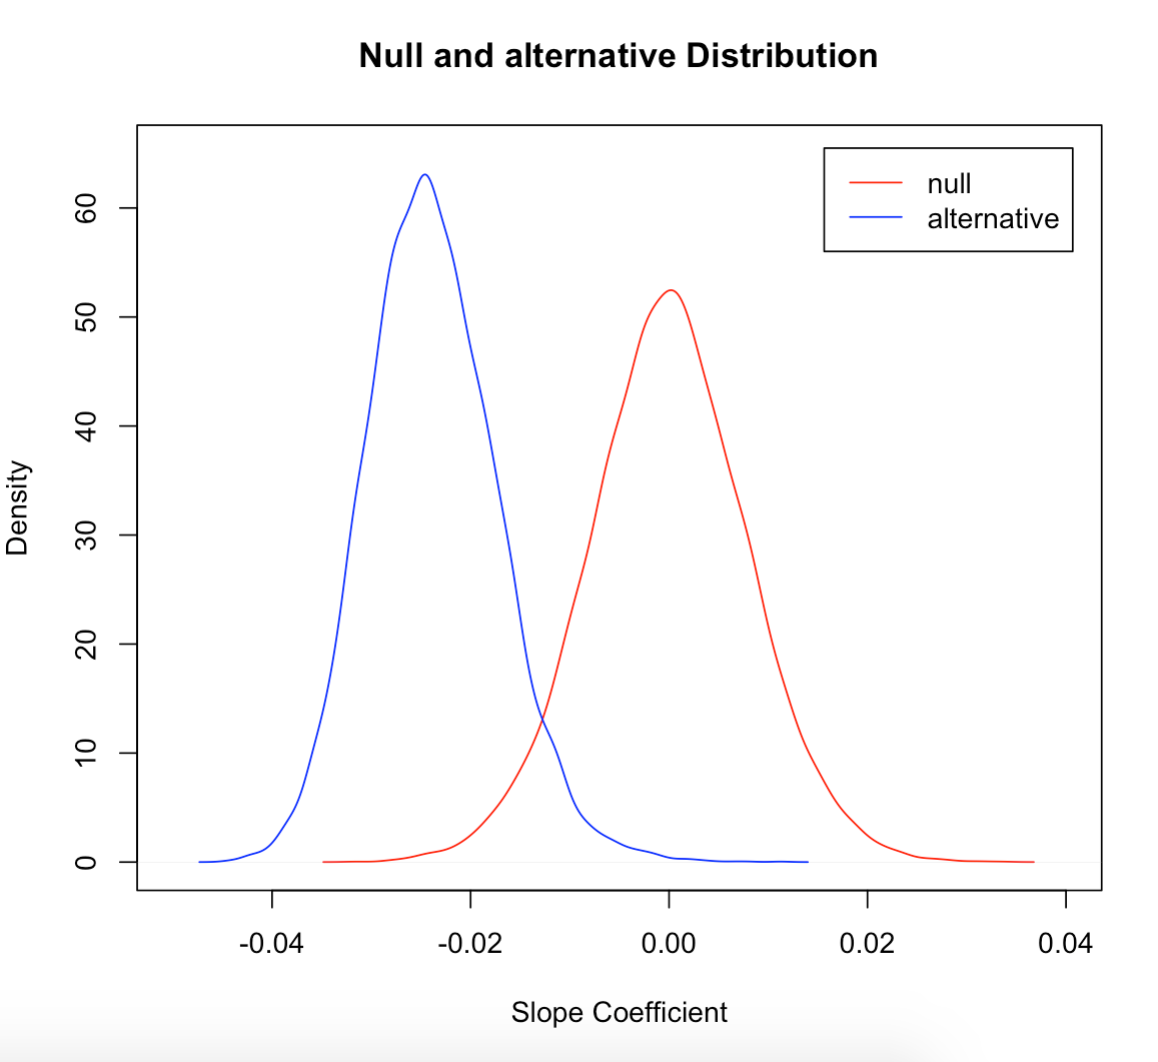 Null and alternative Distribution
null
alternative
Density
60
50
40
30
20
10
0
-0.04 -0.02 0.00 0.02 0.04
Slope Coefficient